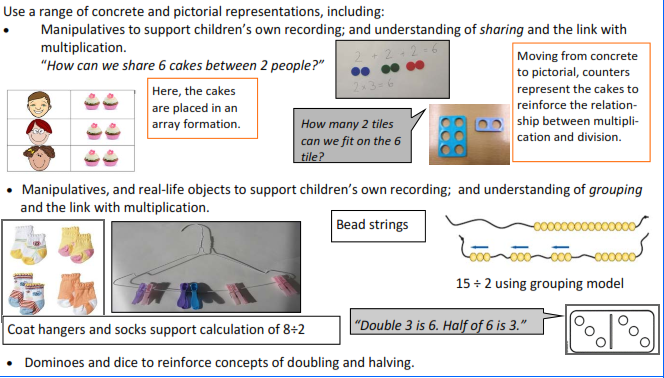 Use a range of concrete and pictorial representations, including:
• Manipulatives to support children's own recording; and understanding of sharing and the link with
multiplication.
"How can we share 6 cakes between 2 people?"
2 + 2 + 2 = 6
2x3=6
Here, the cakes
are placed in an
array formation.
Moving from concrete
to pictorial, counters
represent the cakes to
reinforce the relation-
ship between multipli-
cation and division.
How many 2 tiles
can we fit on the 6
tile?
• Manipulatives, and real-life objects to support children's own recording; and understanding of grouping
and the link with multiplication.
Bead strings
15 ÷ 2 using grouping model
Coat hangers and socks support calculation of 8÷2
"Double 3 is 6. Half of 6 is 3."
• Dominoes and dice to reinforce concepts of doubling and halving.